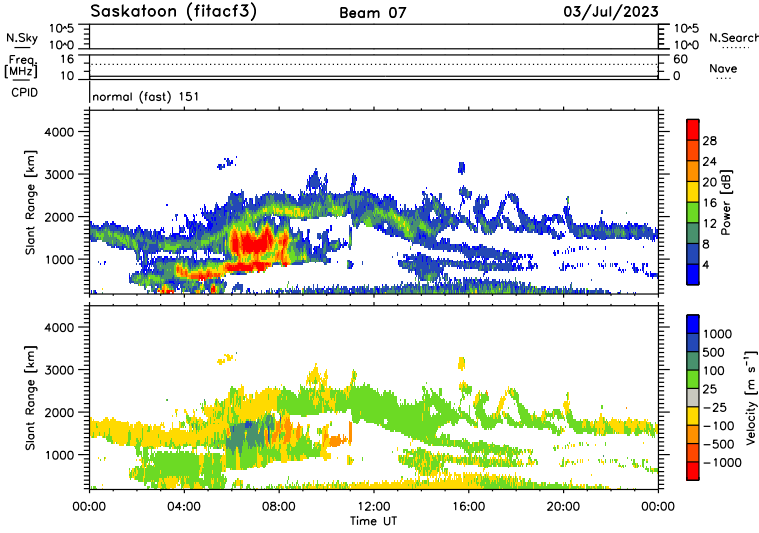 Saskatoon (fitacf3) Beam 07 03/Jul/2023
N.Sky 10^5 10^5 N.Search
10^0 10^0
Freq. 16 60 Nave
[MHz] 10 0
CPID normal (fast) 151
4000
3000
2000
1000
Slant Range [km]
28
24
20
16
12
8
4
Power [dB]
4000
3000
2000
1000
Slant Range [km]
1000
500
100
25
-25
-100
-500
-1000
Velocity [m s⁻¹]
00:00 04:00 08:00 12:00 16:00 20:00 00:00
Time UT